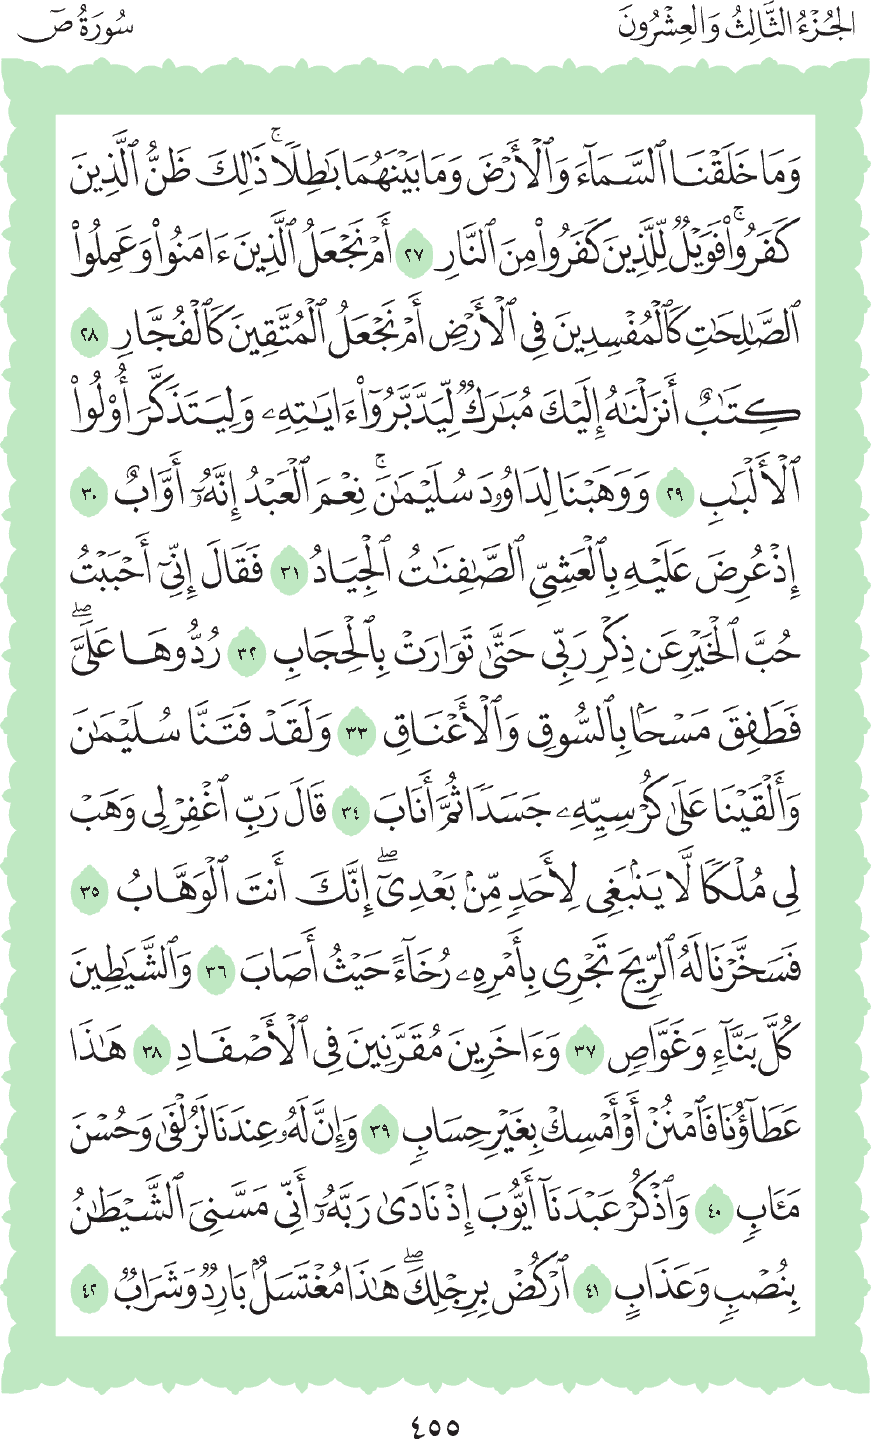 الجُزْءُ الثَّالِثُ وَالعِشْرُونَ
سُورَةُ صٓ
وَمَا خَلَقْنَا ٱلسَّمَآءَ وَٱلْأَرْضَ وَمَا بَيْنَهُمَا بَٰطِلًا ۚ ذَٰلِكَ ظَنُّ ٱلَّذِينَ
كَفَرُوا۟ ۚ فَوَيْلٌ لِّلَّذِينَ كَفَرُوا۟ مِنَ ٱلنَّارِ ٢٧ أَمْ نَجْعَلُ ٱلَّذِينَ ءَامَنُوا۟ وَعَمِلُوا۟
ٱلصَّٰلِحَٰتِ كَٱلْمُفْسِدِينَ فِى ٱلْأَرْضِ أَمْ نَجْعَلُ ٱلْمُتَّقِينَ كَٱلْفُجَّارِ ٢٨
كِتَٰبٌ أَنزَلْنَٰهُ إِلَيْكَ مُبَٰرَكٌ لِّيَدَّبَّرُوٓا۟ ءَايَٰتِهِۦ وَلِيَتَذَكَّرَ أُو۟لُوا۟
ٱلْأَلْبَٰبِ ٢٩ وَوَهَبْنَا لِدَاوُۥدَ سُلَيْمَٰنَ ۚ نِعْمَ ٱلْعَبْدُ إِنَّهُۥٓ أَوَّابٌ ٣٠
إِذْ عُرِضَ عَلَيْهِ بِٱلْعَشِىِّ ٱلصَّٰفِنَٰتُ ٱلْجِيَادُ ٣١ فَقَالَ إِنِّىٓ أَحْبَبْتُ
حُبَّ ٱلْخَيْرِ عَن ذِكْرِ رَبِّى حَتَّىٰ تَوَارَتْ بِٱلْحِجَابِ ٣٢ رُدُّوهَا عَلَىَّ ۖ
فَطَفِقَ مَسْحًۢا بِٱلسُّوقِ وَٱلْأَعْنَاقِ ٣٣ وَلَقَدْ فَتَنَّا سُلَيْمَٰنَ
وَأَلْقَيْنَا عَلَىٰ كُرْسِيِّهِۦ جَسَدًا ثُمَّ أَنَابَ ٣٤ قَالَ رَبِّ ٱغْفِرْ لِى وَهَبْ
لِى مُلْكًا لَّا يَنۢبَغِى لِأَحَدٍ مِّنۢ بَعْدِىٓ ۖ إِنَّكَ أَنتَ ٱلْوَهَّابُ ٣٥
فَسَخَّرْنَا لَهُ ٱلرِّيحَ تَجْرِى بِأَمْرِهِۦ رُخَآءً حَيْثُ أَصَابَ ٣٦ وَٱلشَّيَٰطِينَ
كُلَّ بَنَّآءٍ وَغَوَّاصٍ ٣٧ وَءَاخَرِينَ مُقَرَّنِينَ فِى ٱلْأَصْفَادِ ٣٨ هَٰذَا
عَطَآؤُنَا فَٱمْنُنْ أَوْ أَمْسِكْ بِغَيْرِ حِسَابٍ ٣٩ وَإِنَّ لَهُۥ عِندَنَا لَزُلْفَىٰ وَحُسْنَ
مَـَٔابٍ ٤٠ وَٱذْكُرْ عَبْدَنَآ أَيُّوبَ إِذْ نَادَىٰ رَبَّهُۥٓ أَنِّى مَسَّنِىَ ٱلشَّيْطَٰنُ
بِنُصْبٍ وَعَذَابٍ ٤١ ٱرْكُضْ بِرِجْلِكَ ۖ هَٰذَا مُغْتَسَلٌۢ بَارِدٌ وَشَرَابٌ ٤٢
٤٥٥